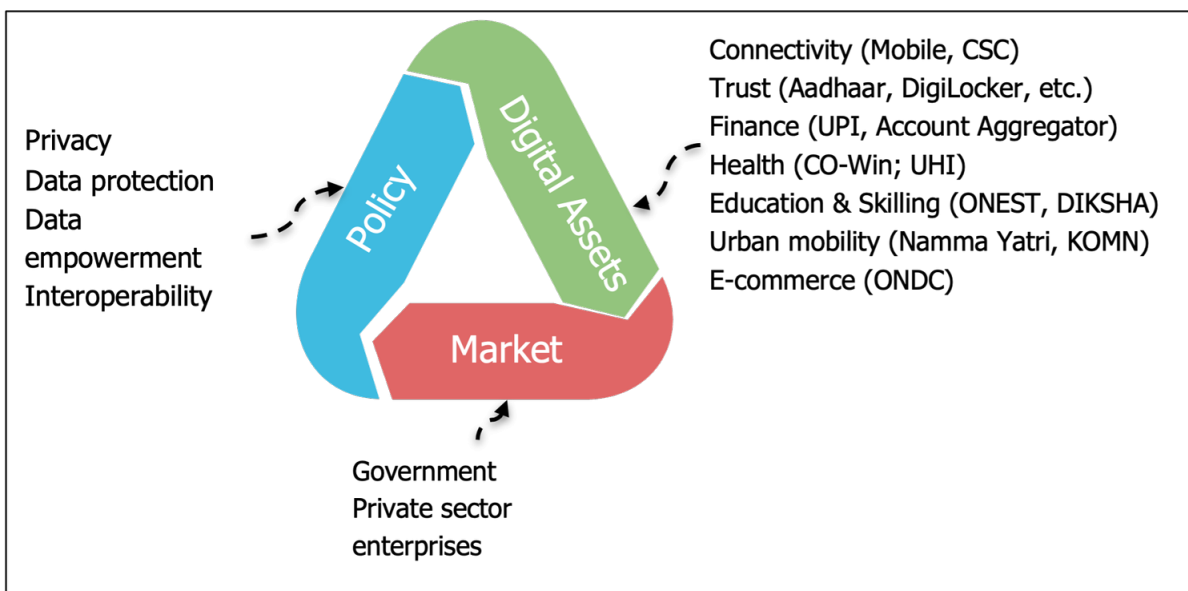 Privacy
Data protection
Data
empowerment
Interoperability
Policy
Digital Assets
Market
Connectivity (Mobile, CSC)
Trust (Aadhaar, DigiLocker, etc.)
Finance (UPI, Account Aggregator)
Health (CO-Win; UHI)
Education & Skilling (ONEST, DIKSHA)
Urban mobility (Namma Yatri, KOMN)
E-commerce (ONDC)
Government
Private sector
enterprises